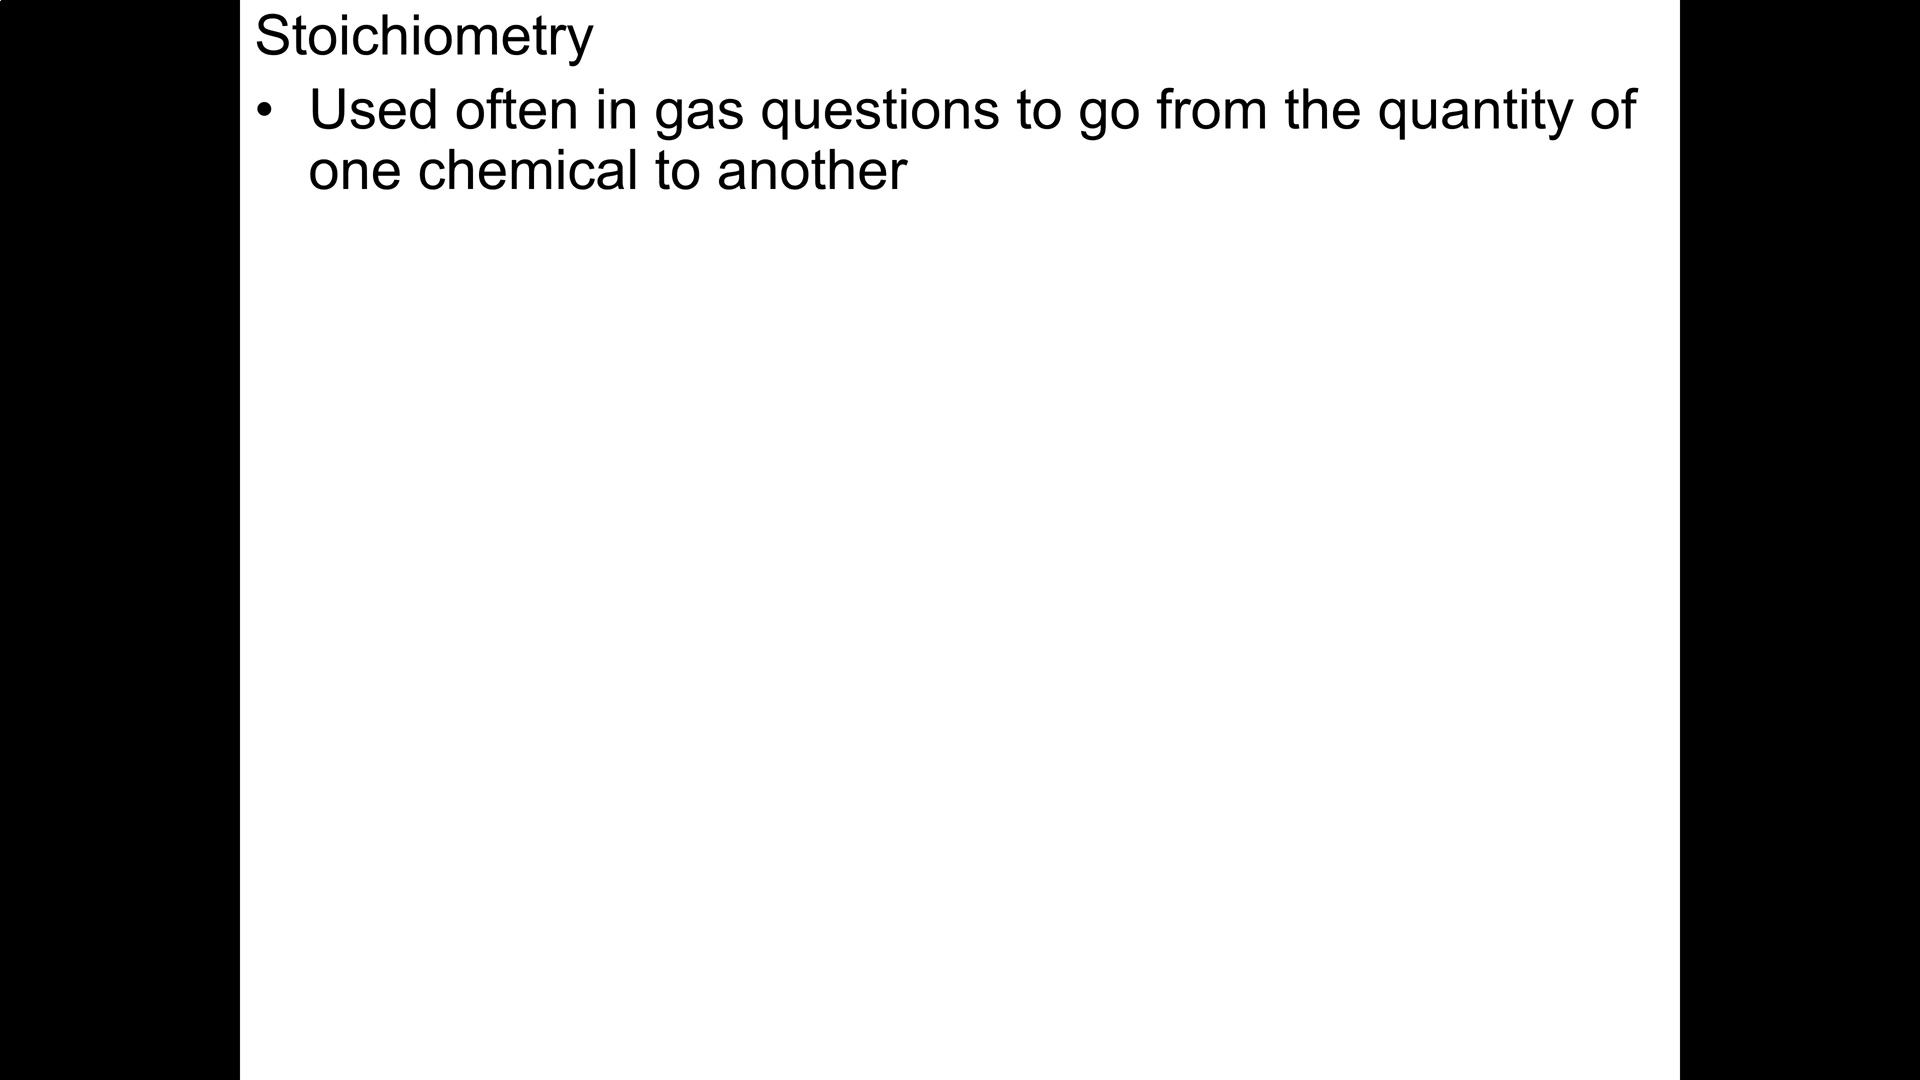 Stoichiometry
• Used often in gas questions to go from the quantity of
one chemical to another